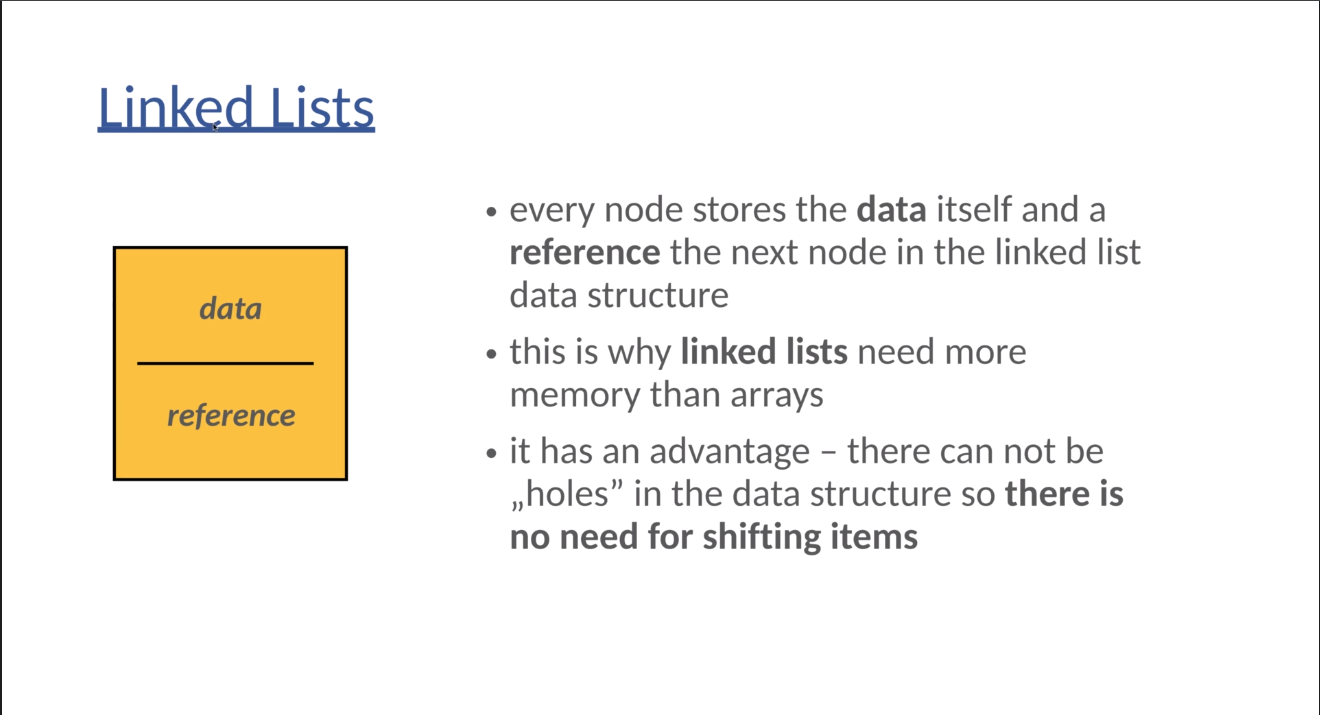 Linked Lists
data
reference
• every node stores the data itself and a
reference the next node in the linked list
data structure
• this is why linked lists need more
memory than arrays
• it has an advantage – there can not be
„holes” in the data structure so there is
no need for shifting items